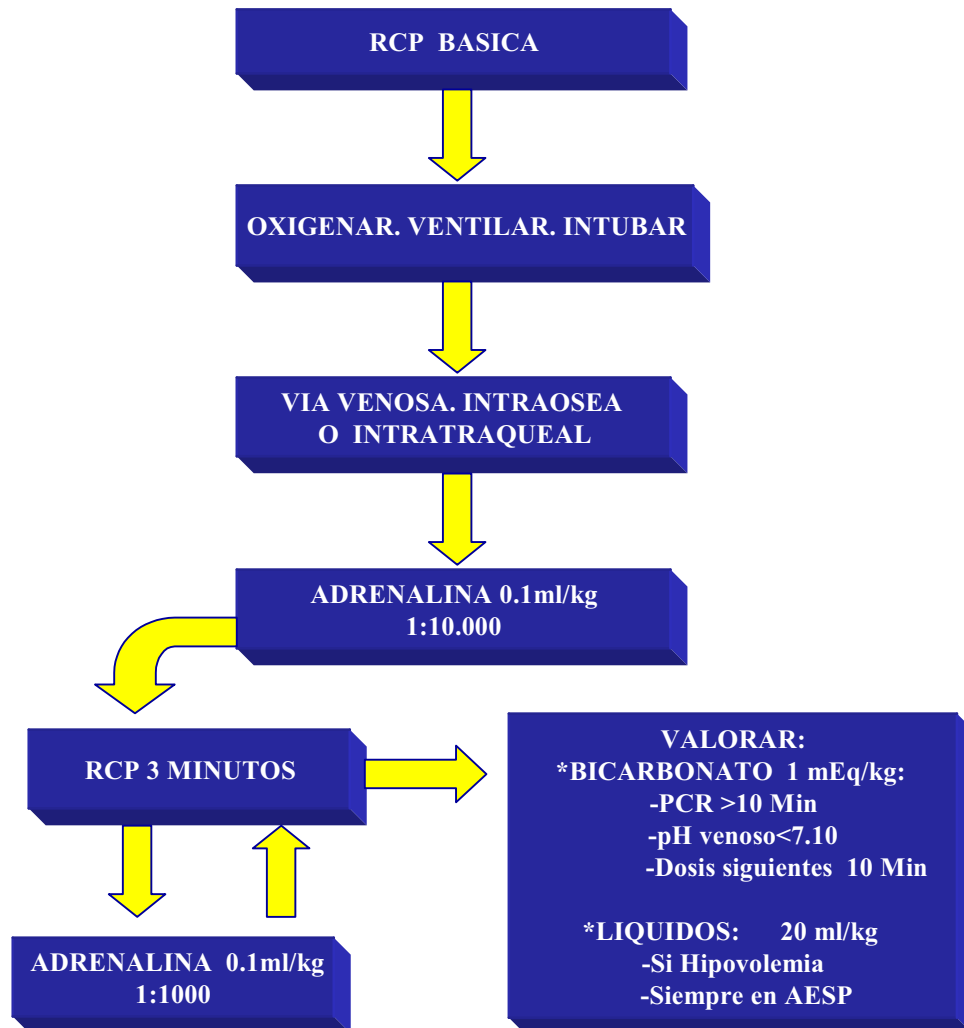 RCP BASICA
OXIGENAR. VENTILAR. INTUBAR
VIA VENOSA. INTRAOSEA
O INTRATRAQUEAL
ADRENALINA 0.1ml/kg
1:10.000
RCP 3 MINUTOS
ADRENALINA 0.1ml/kg
1:1000
VALORAR:
*BICARBONATO 1 mEq/kg:
-PCR >10 Min
-pH venoso<7.10
-Dosis siguientes 10 Min
*LIQUIDOS: 20 ml/kg
-Si Hipovolemia
-Siempre en AESP